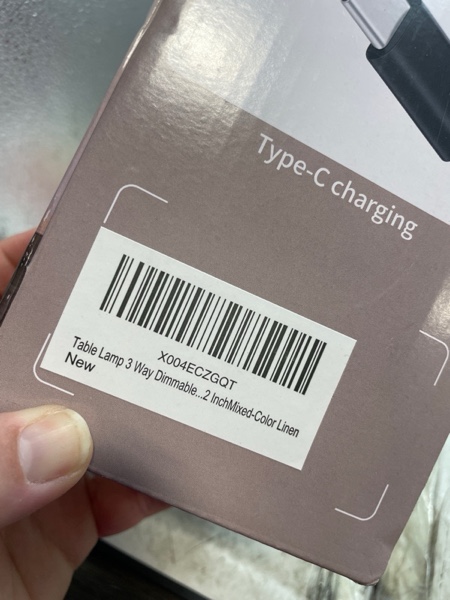 Type-C charging
X004ECZGQT
Table Lamp 3 Way Dimmable...2 InchMixed-Color Linen
New